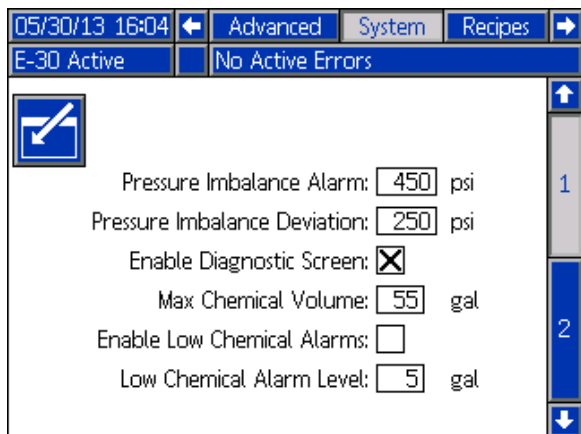 05/30/13 16:04 Advanced System Recipes
E-30 Active No Active Errors
Pressure Imbalance Alarm: 450 psi
1
Pressure Imbalance Deviation: 250 psi
Enable Diagnostic Screen:
Max Chemical Volume: 55 gal
2
Enable Low Chemical Alarms:
Low Chemical Alarm Level: 5 gal